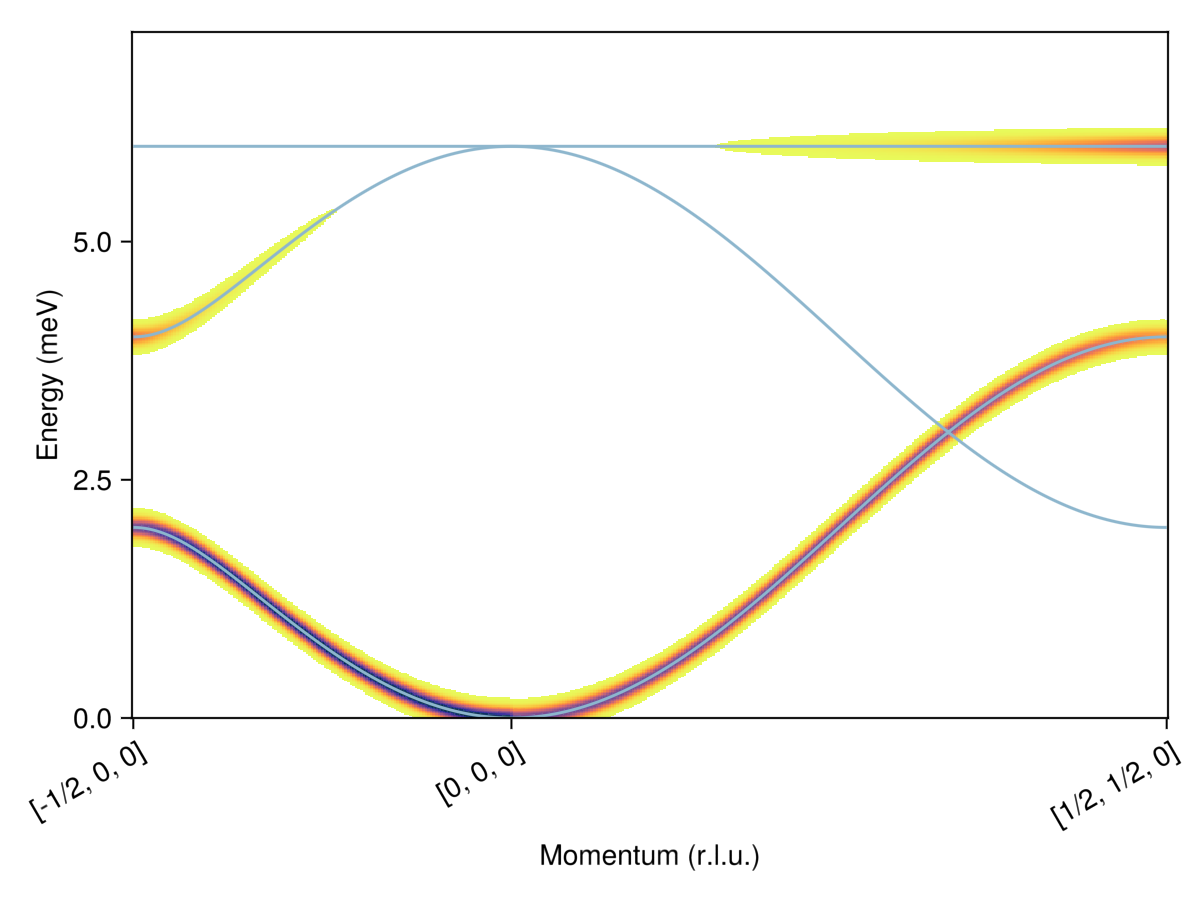 Energy (meV)
5.0
2.5
0.0
[-1/2, 0, 0]
[0, 0, 0]
[1/2, 1/2, 0]
Momentum (r.l.u.)